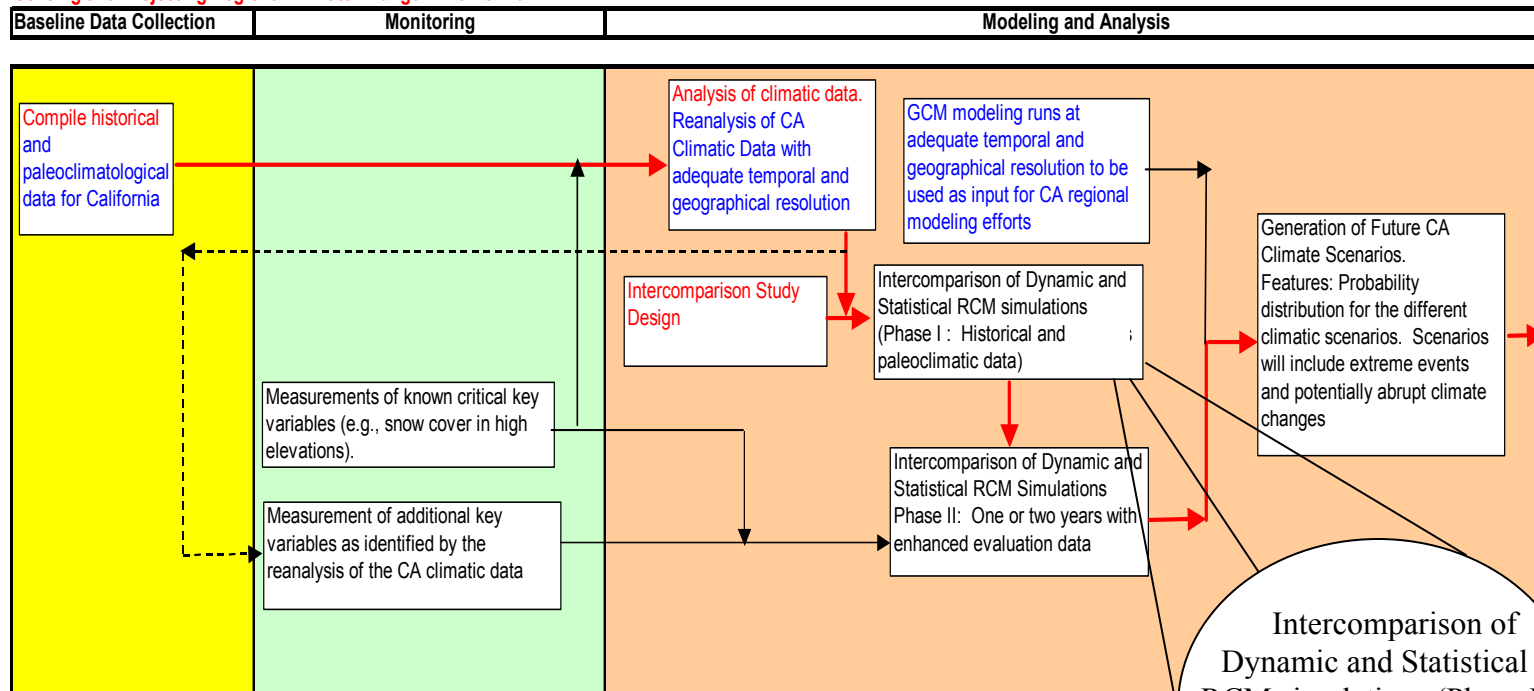 Baseline Data Collection
Monitoring
Modeling and Analysis
Compile historical
and
paleoclimatological
data for California
Analysis of climatic data.
Reanalysis of CA
Climatic Data with
adequate temporal and
geographical resolution
GCM modeling runs at
adequate temporal and
geographical resolution to be
used as input for CA regional
modeling efforts
Generation of Future CA
Climate Scenarios.
Features: Probability
distribution for the different
climatic scenarios. Scenarios
will include extreme events
and potentially abrupt climate
changes
Intercomparison Study
Design
Intercomparison of Dynamic and
Statistical RCM simulations
(Phase I : Historical and
paleoclimatic data)
Measurements of known critical key
variables (e.g., snow cover in high
elevations).
Intercomparison of Dynamic and
Statistical RCM Simulations
Phase II: One or two years with
enhanced evaluation data
Measurement of additional key
variables as identified by the
reanalysis of the CA climatic data
Intercomparison of
Dynamic and Statistical